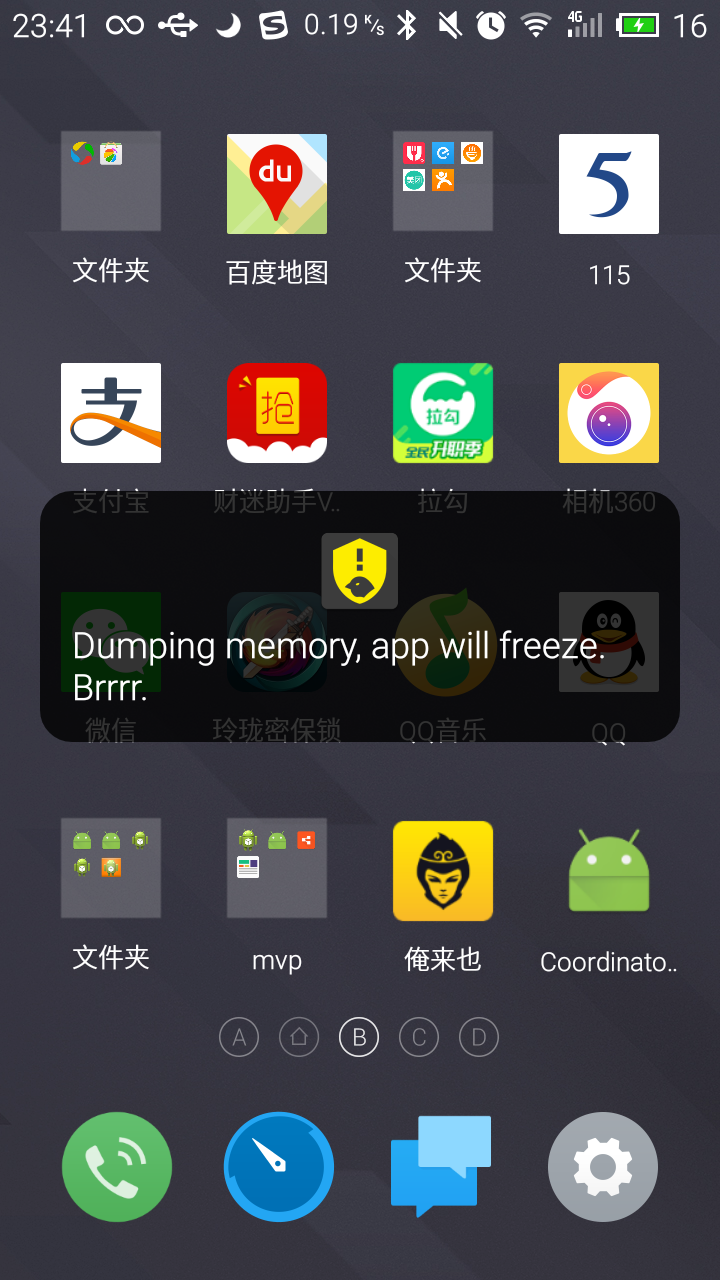 23:41 0.19 K/s 4G 16
du
5
文件夹 百度地图 文件夹 115
支 抢 拉勾
全民升职季
支付宝 财迷助手V.. 拉勾 相机360
Dumping memory, app will freeze.
Brrrr.
微信 玲珑密保锁 QQ音乐 QQ
文件夹 mvp 俺来也 Coordinato..
A B C D